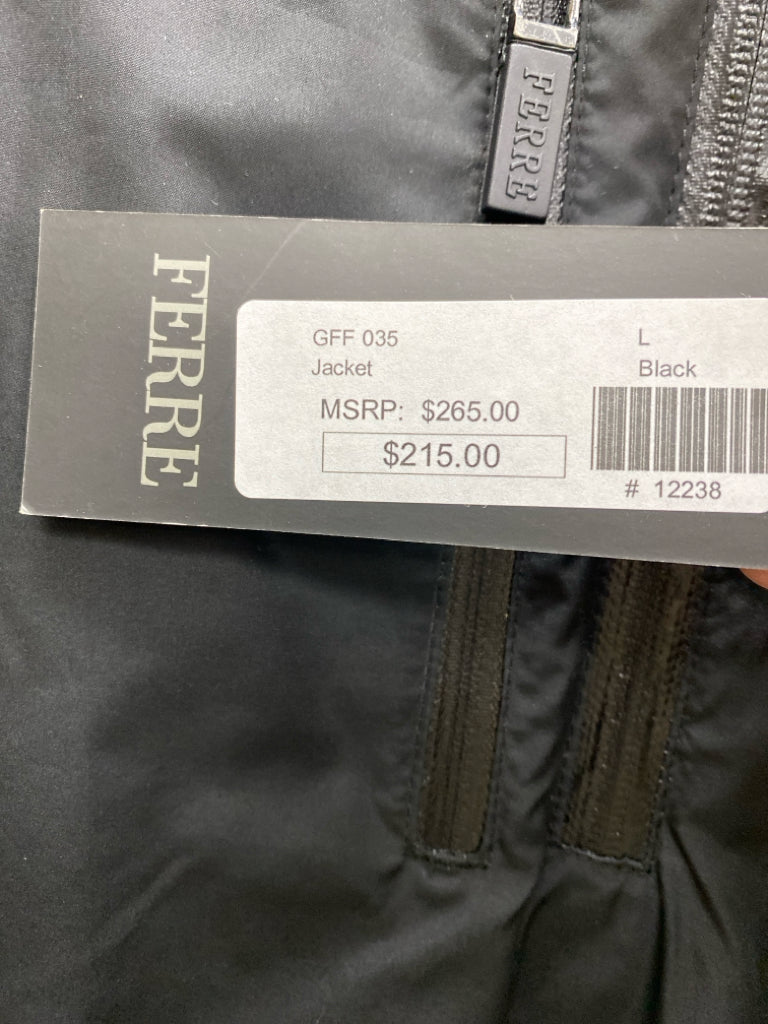 FERRE
FERRE
GFF 035 L
Jacket Black
MSRP: $265.00
$215.00
# 12238